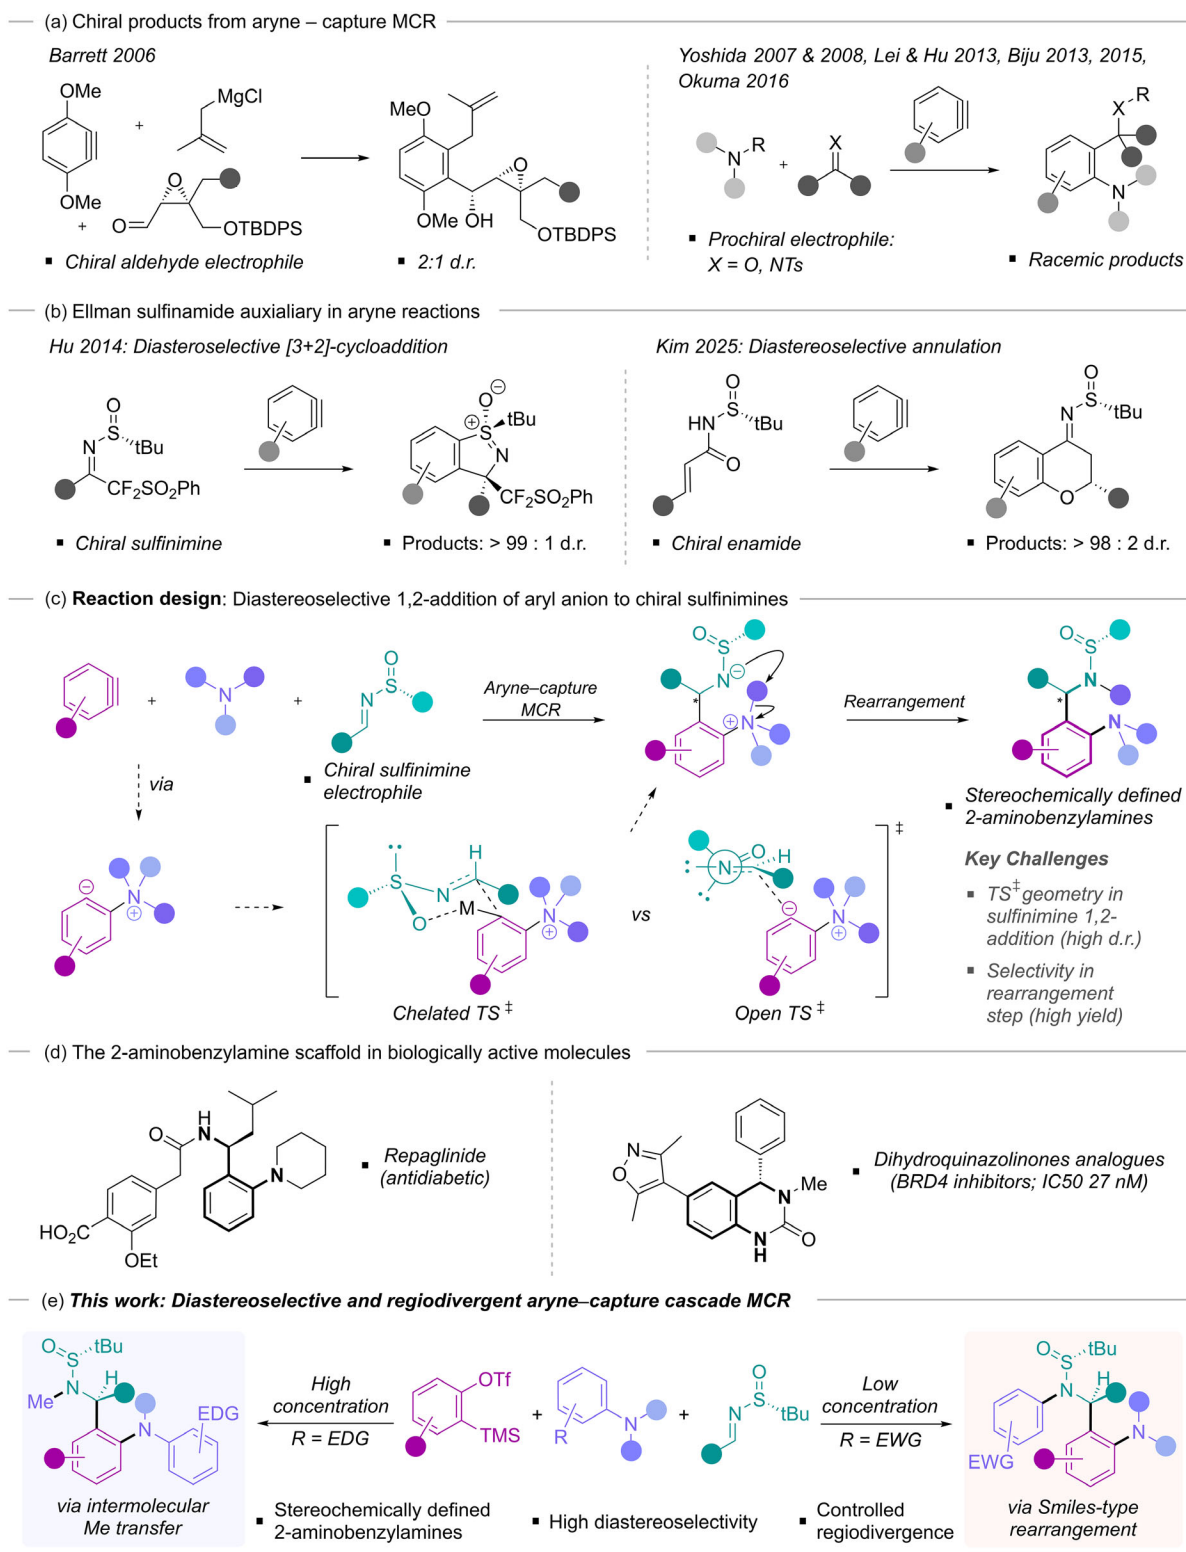 (a) Chiral products from aryne – capture MCR
Barrett 2006
OMe
OMe
+
MgCl
+
O
O
OTBDPS
▪ Chiral aldehyde electrophile
MeO
OMe
OH
O
OTBDPS
▪ 2:1 d.r.
Yoshida 2007 & 2008, Lei & Hu 2013, Biju 2013, 2015,
Okuma 2016
N
R
+
X
▪ Prochiral electrophile:
X = O, NTs
X
R
N
▪ Racemic products
(b) Ellman sulfinamide auxialiary in aryne reactions
Hu 2014: Diasteroselective [3+2]-cycloaddition
O
S
N
tBu
CF2SO2Ph
▪ Chiral sulfinimine
O
−
+
S
tBu
N
CF2SO2Ph
▪ Products: > 99 : 1 d.r.
Kim 2025: Diastereoselective annulation
O
S
HN
tBu
O
▪ Chiral enamide
O
S
N
tBu
O
▪ Products: > 98 : 2 d.r.
(c) Reaction design: Diastereoselective 1,2-addition of aryl anion to chiral sulfinimines
+
N
+
O
S
N
▪ Chiral sulfinimine
electrophile
Aryne–capture
MCR
O
S
N
−
*
N
+
Rearrangement
O
S
N
*
N
▪ Stereochemically defined
2-aminobenzylamines
via
−
N
+
S
N
H
O
M
N
+
Chelated TS ‡
vs
N
O
H
−
N
+
Open TS ‡
‡
Key Challenges
▪ TS‡ geometry in
sulfinimine 1,2-
addition (high d.r.)
▪ Selectivity in
rearrangement
step (high yield)
(d) The 2-aminobenzylamine scaffold in biologically active molecules
H
N
O
N
HO2C
OEt
▪ Repaglinide
(antidiabetic)
N
O
N
Me
N
H
O
▪ Dihydroquinazolinones analogues
(BRD4 inhibitors; IC50 27 nM)
(e) This work: Diastereoselective and regiodivergent aryne–capture cascade MCR
O
S
tBu
N
Me
H
N
EDG
via intermolecular
Me transfer
High
concentration
R = EDG
OTf
TMS
+
R
N
+
O
S
N
tBu
Low
concentration
R = EWG
O
S
tBu
N
H
N
EWG
via Smiles-type
rearrangement
▪ Stereochemically defined
2-aminobenzylamines
▪ High diastereoselectivity
▪ Controlled
regiodivergence